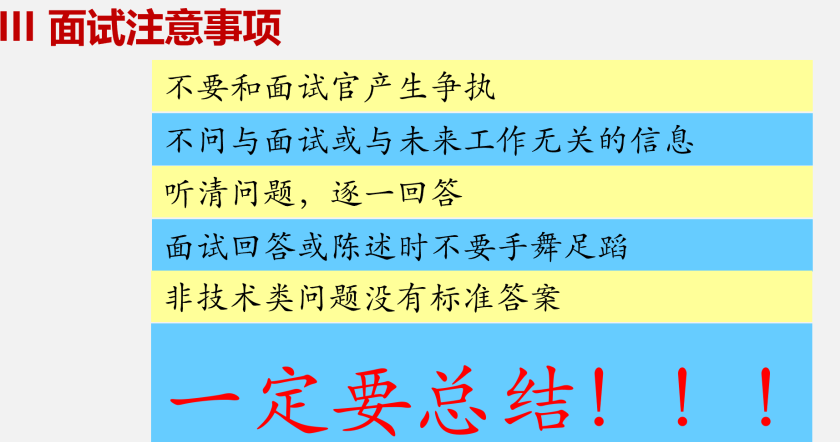 III 面试注意事项
不要和面试官产生争执
不问与面试或与未来工作无关的信息
听清问题，逐一回答
面试回答或陈述时不要手舞足蹈
非技术类问题没有标准答案
一定要总结！！！